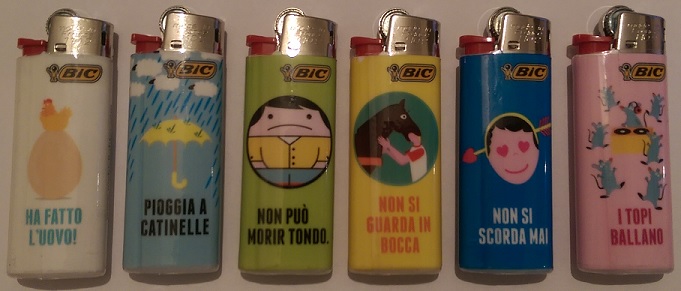 BIC
HA FATTO
L'UOVO!
BIC
PIOGGIA A
CATINELLE
BIC
NON PUÒ
MORIR TONDO.
BIC
NON SI
GUARDA IN
BOCCA
BIC
NON SI
SCORDA MAI
BIC
I TOPI
BALLANO